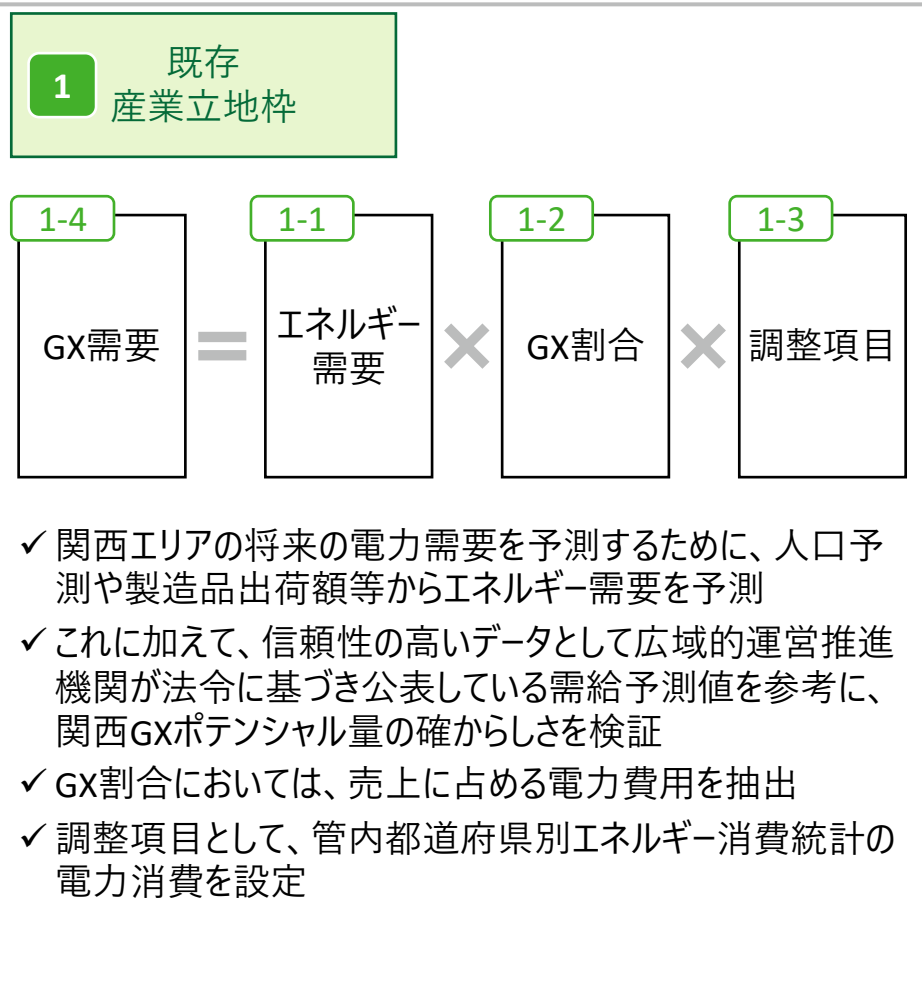 1
既存
産業立地枠
1-4
1-1
1-2
1-3
GX需要
=
エネルギー
需要
×
GX割合
×
調整項目
✓ 関西エリアの将来の電力需要を予測するために、人口予
測や製造品出荷額等からエネルギー需要を予測
✓ これに加えて、信頼性の高いデータとして広域的運営推進
機関が法令に基づき公表している需給予測値を参考に、
関西GXポテンシャル量の確からしさを検証
✓ GX割合においては、売上に占める電力費用を抽出
✓ 調整項目として、管内都道府県別エネルギー消費統計の
電力消費を設定